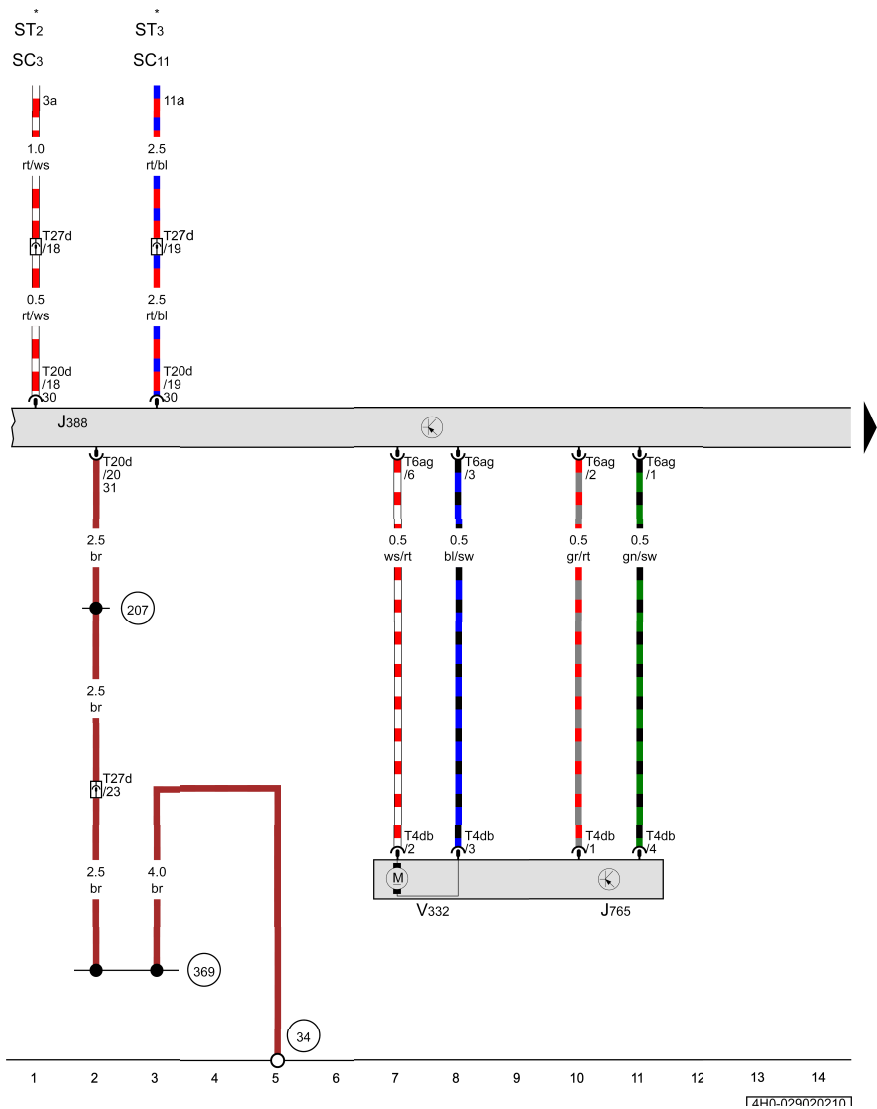 * *
ST2 ST3
SC3 SC11
3a 11a
1.0 2.5
rt/ws rt/bl
T27d T27d
/18 /19
0.5 2.5
rt/ws rt/bl
T20d T20d
/18 /19
30 30
J388
T20d T6ag T6ag T6ag T6ag
/20 /6 /3 /2 /1
31
2.5 0.5 0.5 0.5 0.5
br ws/rt bl/sw gr/rt gn/sw
207
2.5
br
T27d
/23
T4db T4db T4db T4db
/2 /3 /1 /4
2.5 4.0 M
br br
V332 J765
369
34
1 2 3 4 5 6 7 8 9 10 11 12 13 14
4H0-029020210